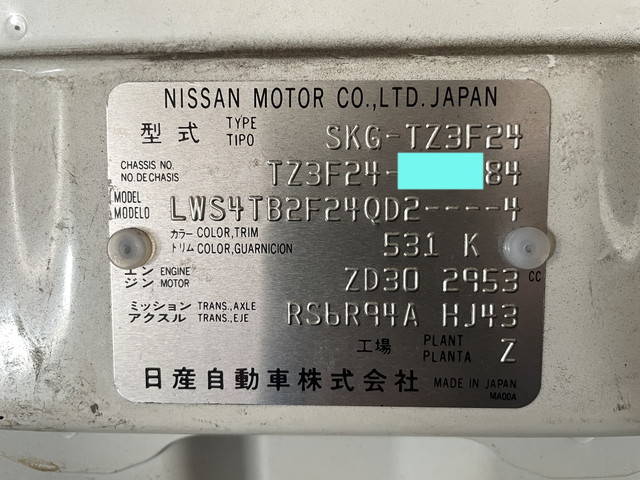 NISSAN MOTOR CO.,LTD. JAPAN
型式 TYPE TIPO SKG-TZ3F24
CHASSIS NO. NO.DE CHASIS TZ3F24- 84
MODEL MODELO LWS4TB2F24QD2----4
カラー COLOR,TRIM トリム COLOR,GUARNICION 531 K
エンジン ENGINE MOTOR ZD30 2953 CC
ミッション TRANS.,AXLE アクスル TRANS.,EJE RS6R94A HJ43
工場 PLANT PLANTA Z
日産自動車株式会社 MADE IN JAPAN
MA00A